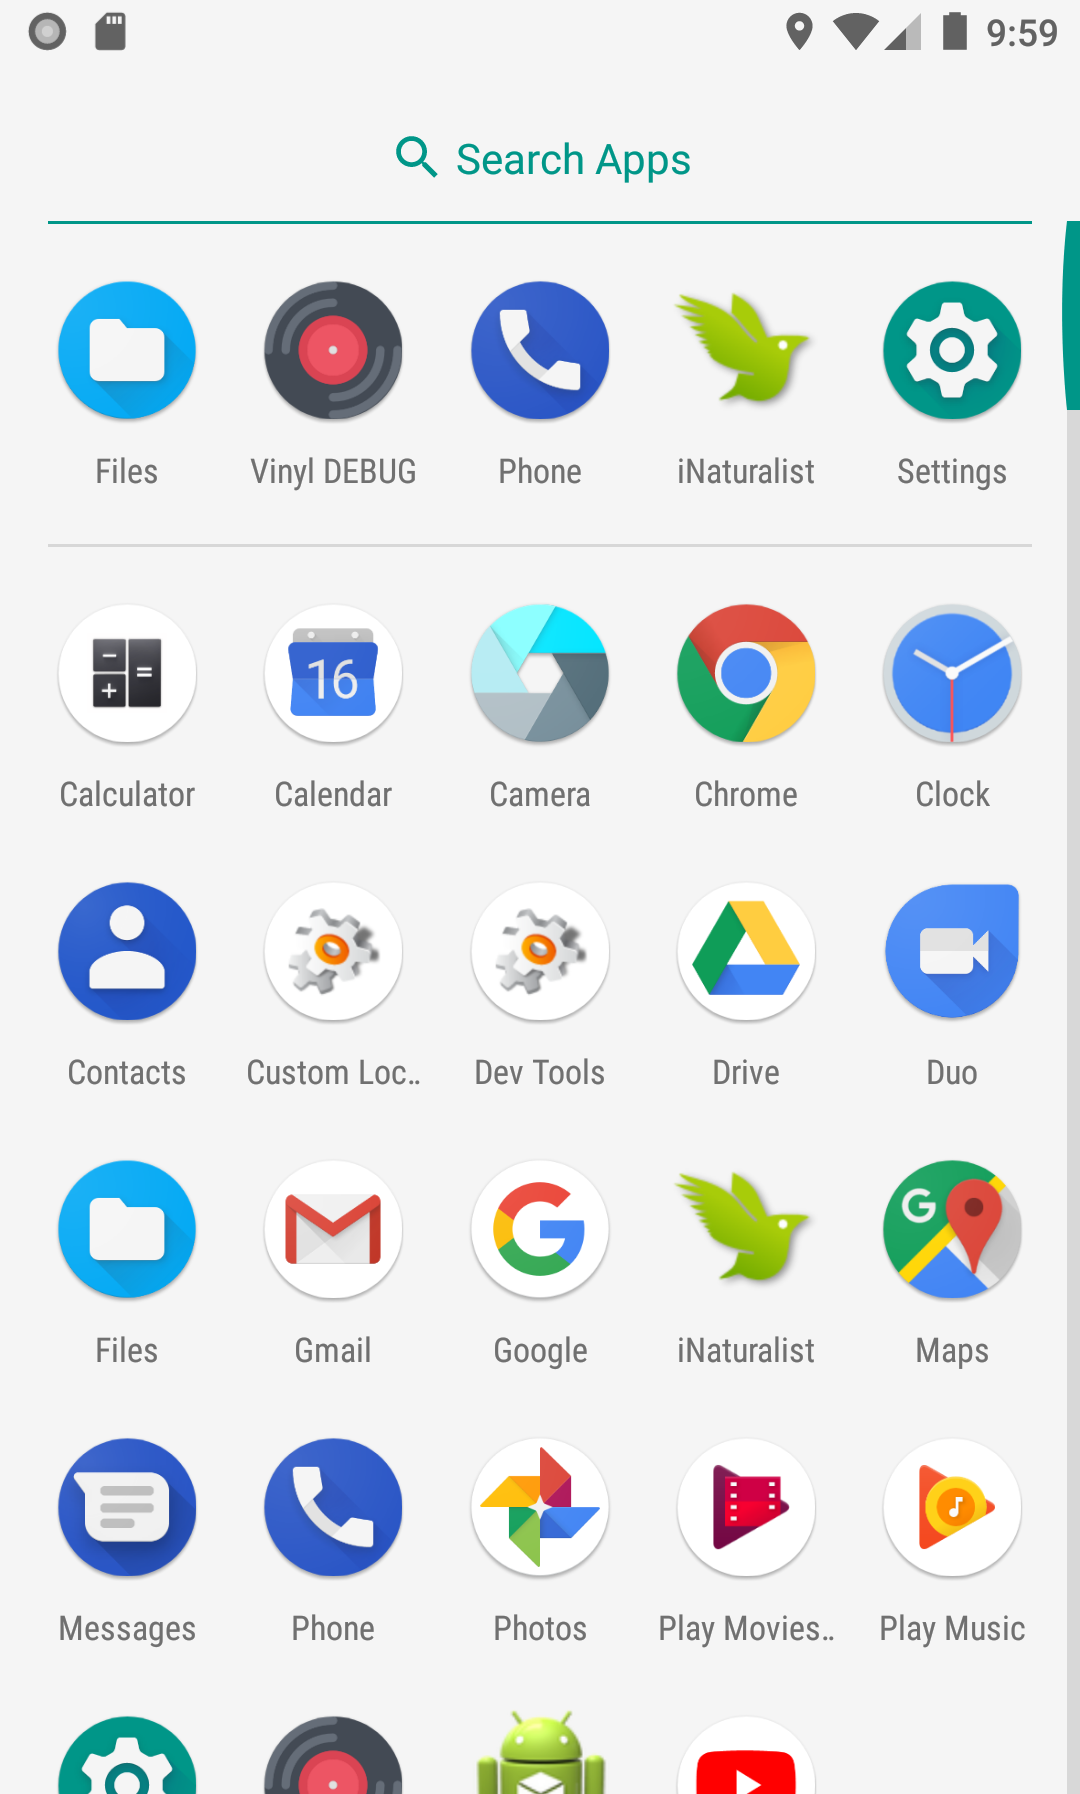 9:59
Search Apps
Files
Vinyl DEBUG
Phone
iNaturalist
Settings
16
Calculator
Calendar
Camera
Chrome
Clock
Contacts
Custom Loc..
Dev Tools
Drive
Duo
G
Files
Gmail
Google
iNaturalist
Maps
Messages
Phone
Photos
Play Movies..
Play Music